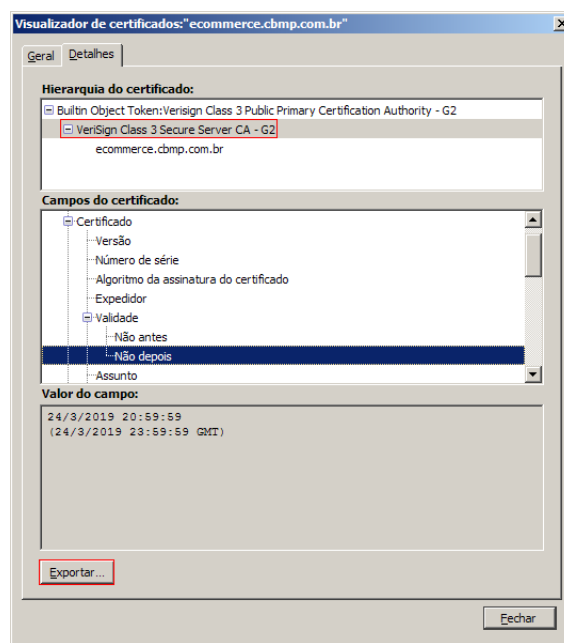 Visualizador de certificados:"ecommerce.cbmp.com.br"
Geral Detalhes
Hierarquia do certificado:
Builtin Object Token:Verisign Class 3 Public Primary Certification Authority - G2
VeriSign Class 3 Secure Server CA - G2
ecommerce.cbmp.com.br
Campos do certificado:
Certificado
Versão
Número de série
Algoritmo da assinatura do certificado
Expedidor
Validade
Não antes
Não depois
Assunto
Valor do campo:
24/3/2019 20:59:59
(24/3/2019 23:59:59 GMT)
Exportar...
Fechar